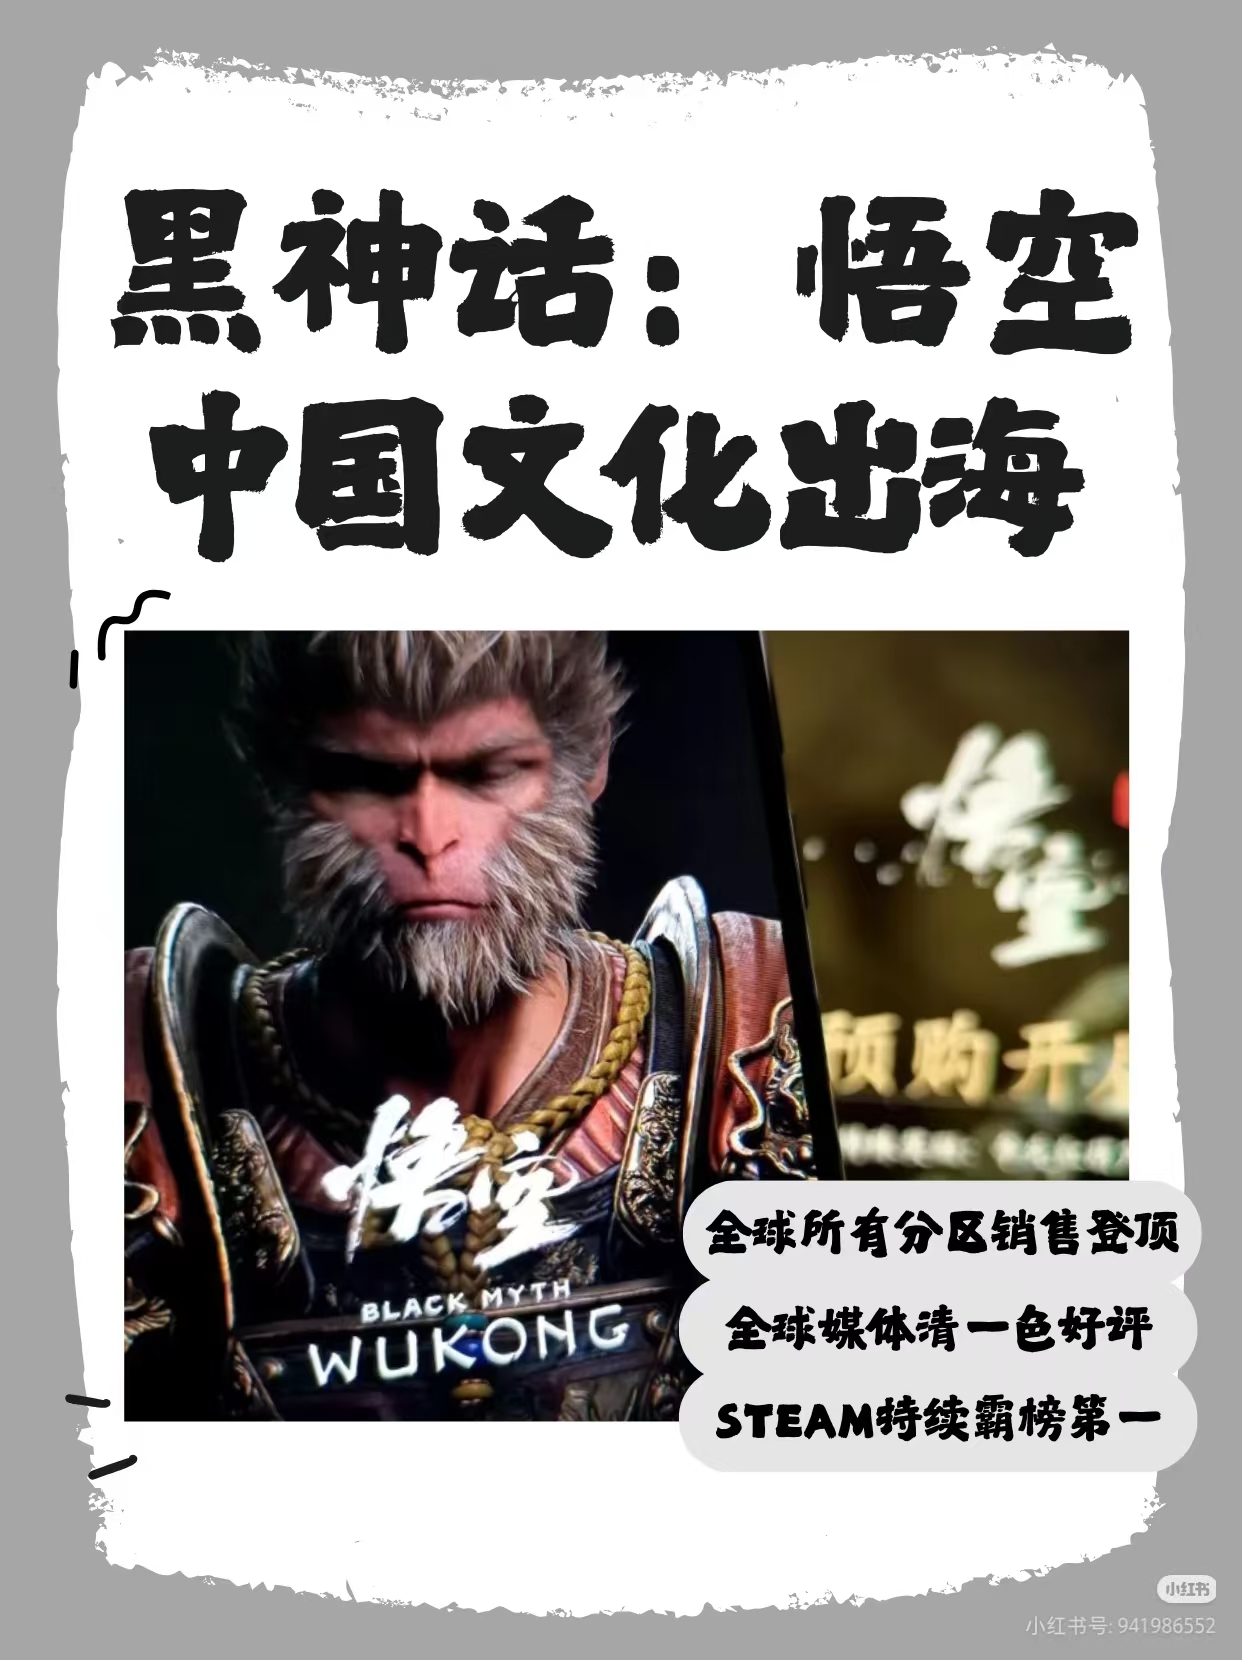 黑神话：悟空
中国文化出海
悟空
预购开启
悟空
BLACK MYTH
WUKONG
全球所有分区销售登顶
全球媒体清一色好评
STEAM持续霸榜第一
小红书
小红书号: 941986552